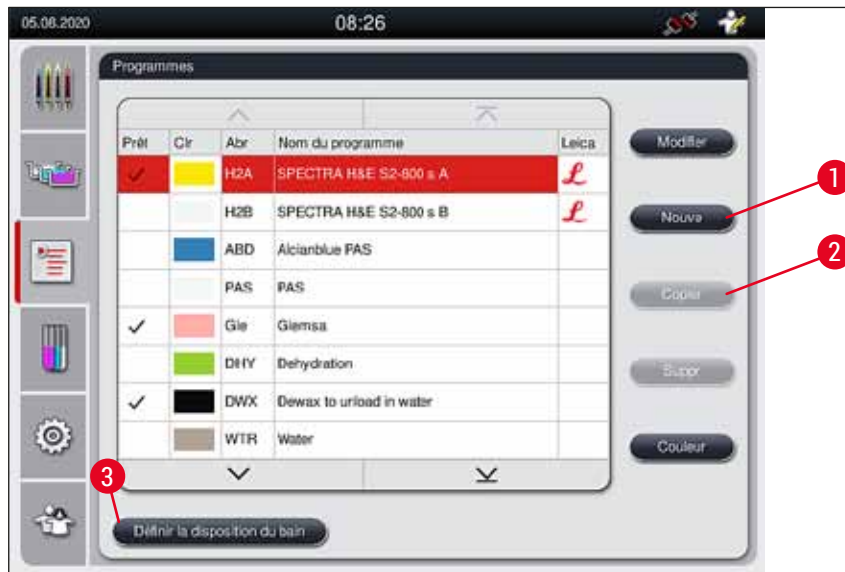 05.08.2020 08:26
Programmes
Prêt Clr Abr Nom du programme Leica
H2A SPECTRA H&E S2-800 s A
H2B SPECTRA H&E S2-800 s B
ABD Alcianblue PAS
PAS PAS
Gie Giemsa
DHY Dehydration
DWX Dewax to unload in water
WTR Water
Modifier
Nouve
Copier
Suppr
Couleur
Définir la disposition du bain
1
2
3